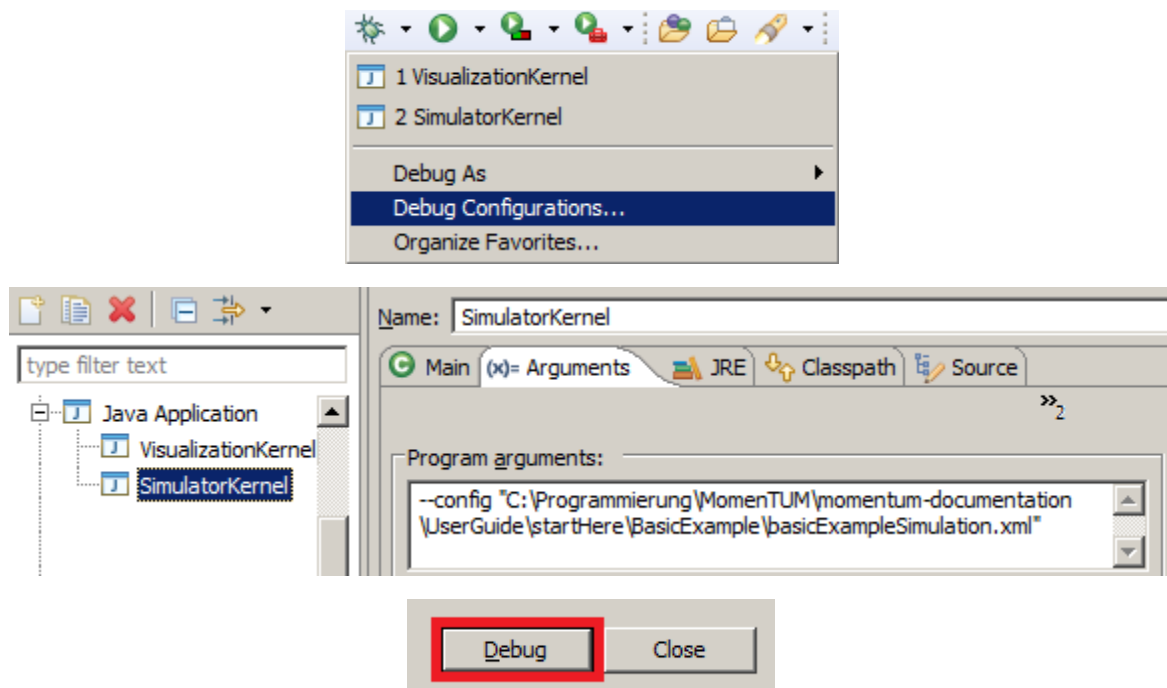 1 VisualizationKernel
2 SimulatorKernel
Debug As
Debug Configurations...
Organize Favorites...
type filter text
Java Application
VisualizationKernel
SimulatorKernel
Name: SimulatorKernel
Main (x)= Arguments JRE Classpath Source
»2
Program arguments:
--config "C:\Programmierung\MomenTUM\momentum-documentation
\UserGuide\startHere\BasicExample\basicExampleSimulation.xml"
Debug Close